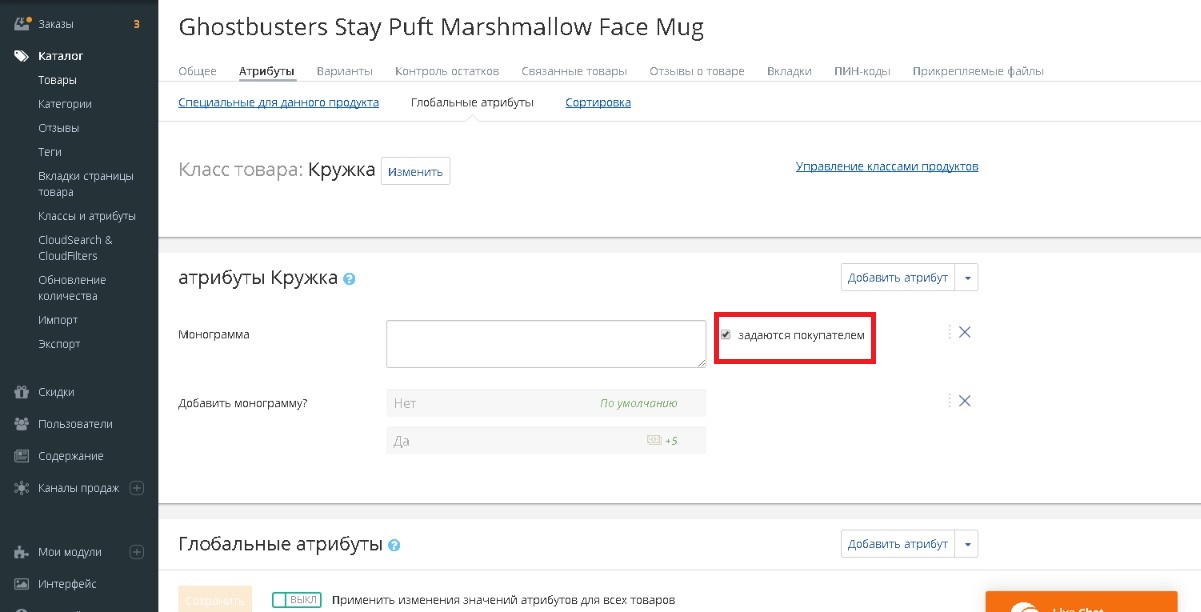 Заказы 3
Каталог
Товары
Категории
Отзывы
Теги
Вкладки страницы
товара
Классы и атрибуты
CloudSearch &
CloudFilters
Обновление
количества
Импорт
Экспорт
Скидки
Пользователи
Содержание
Каналы продаж
Мои модули
Интерфейс
Ghostbusters Stay Puft Marshmallow Face Mug
Общее Атрибуты Варианты Контроль остатков Связанные товары Отзывы о товаре Вкладки ПИН-коды Прикрепляемые файлы
Специальные для данного продукта Глобальные атрибуты Сортировка
Класс товара: Кружка Изменить Управление классами продуктов
атрибуты Кружка ? Добавить атрибут
Монограмма задаются покупателем
Добавить монограмму? Нет По умолчанию
Да +5
Глобальные атрибуты ? Добавить атрибут
Сохранить ВЫКЛ Применить изменения значений атрибутов для всех товаров
Live Chat